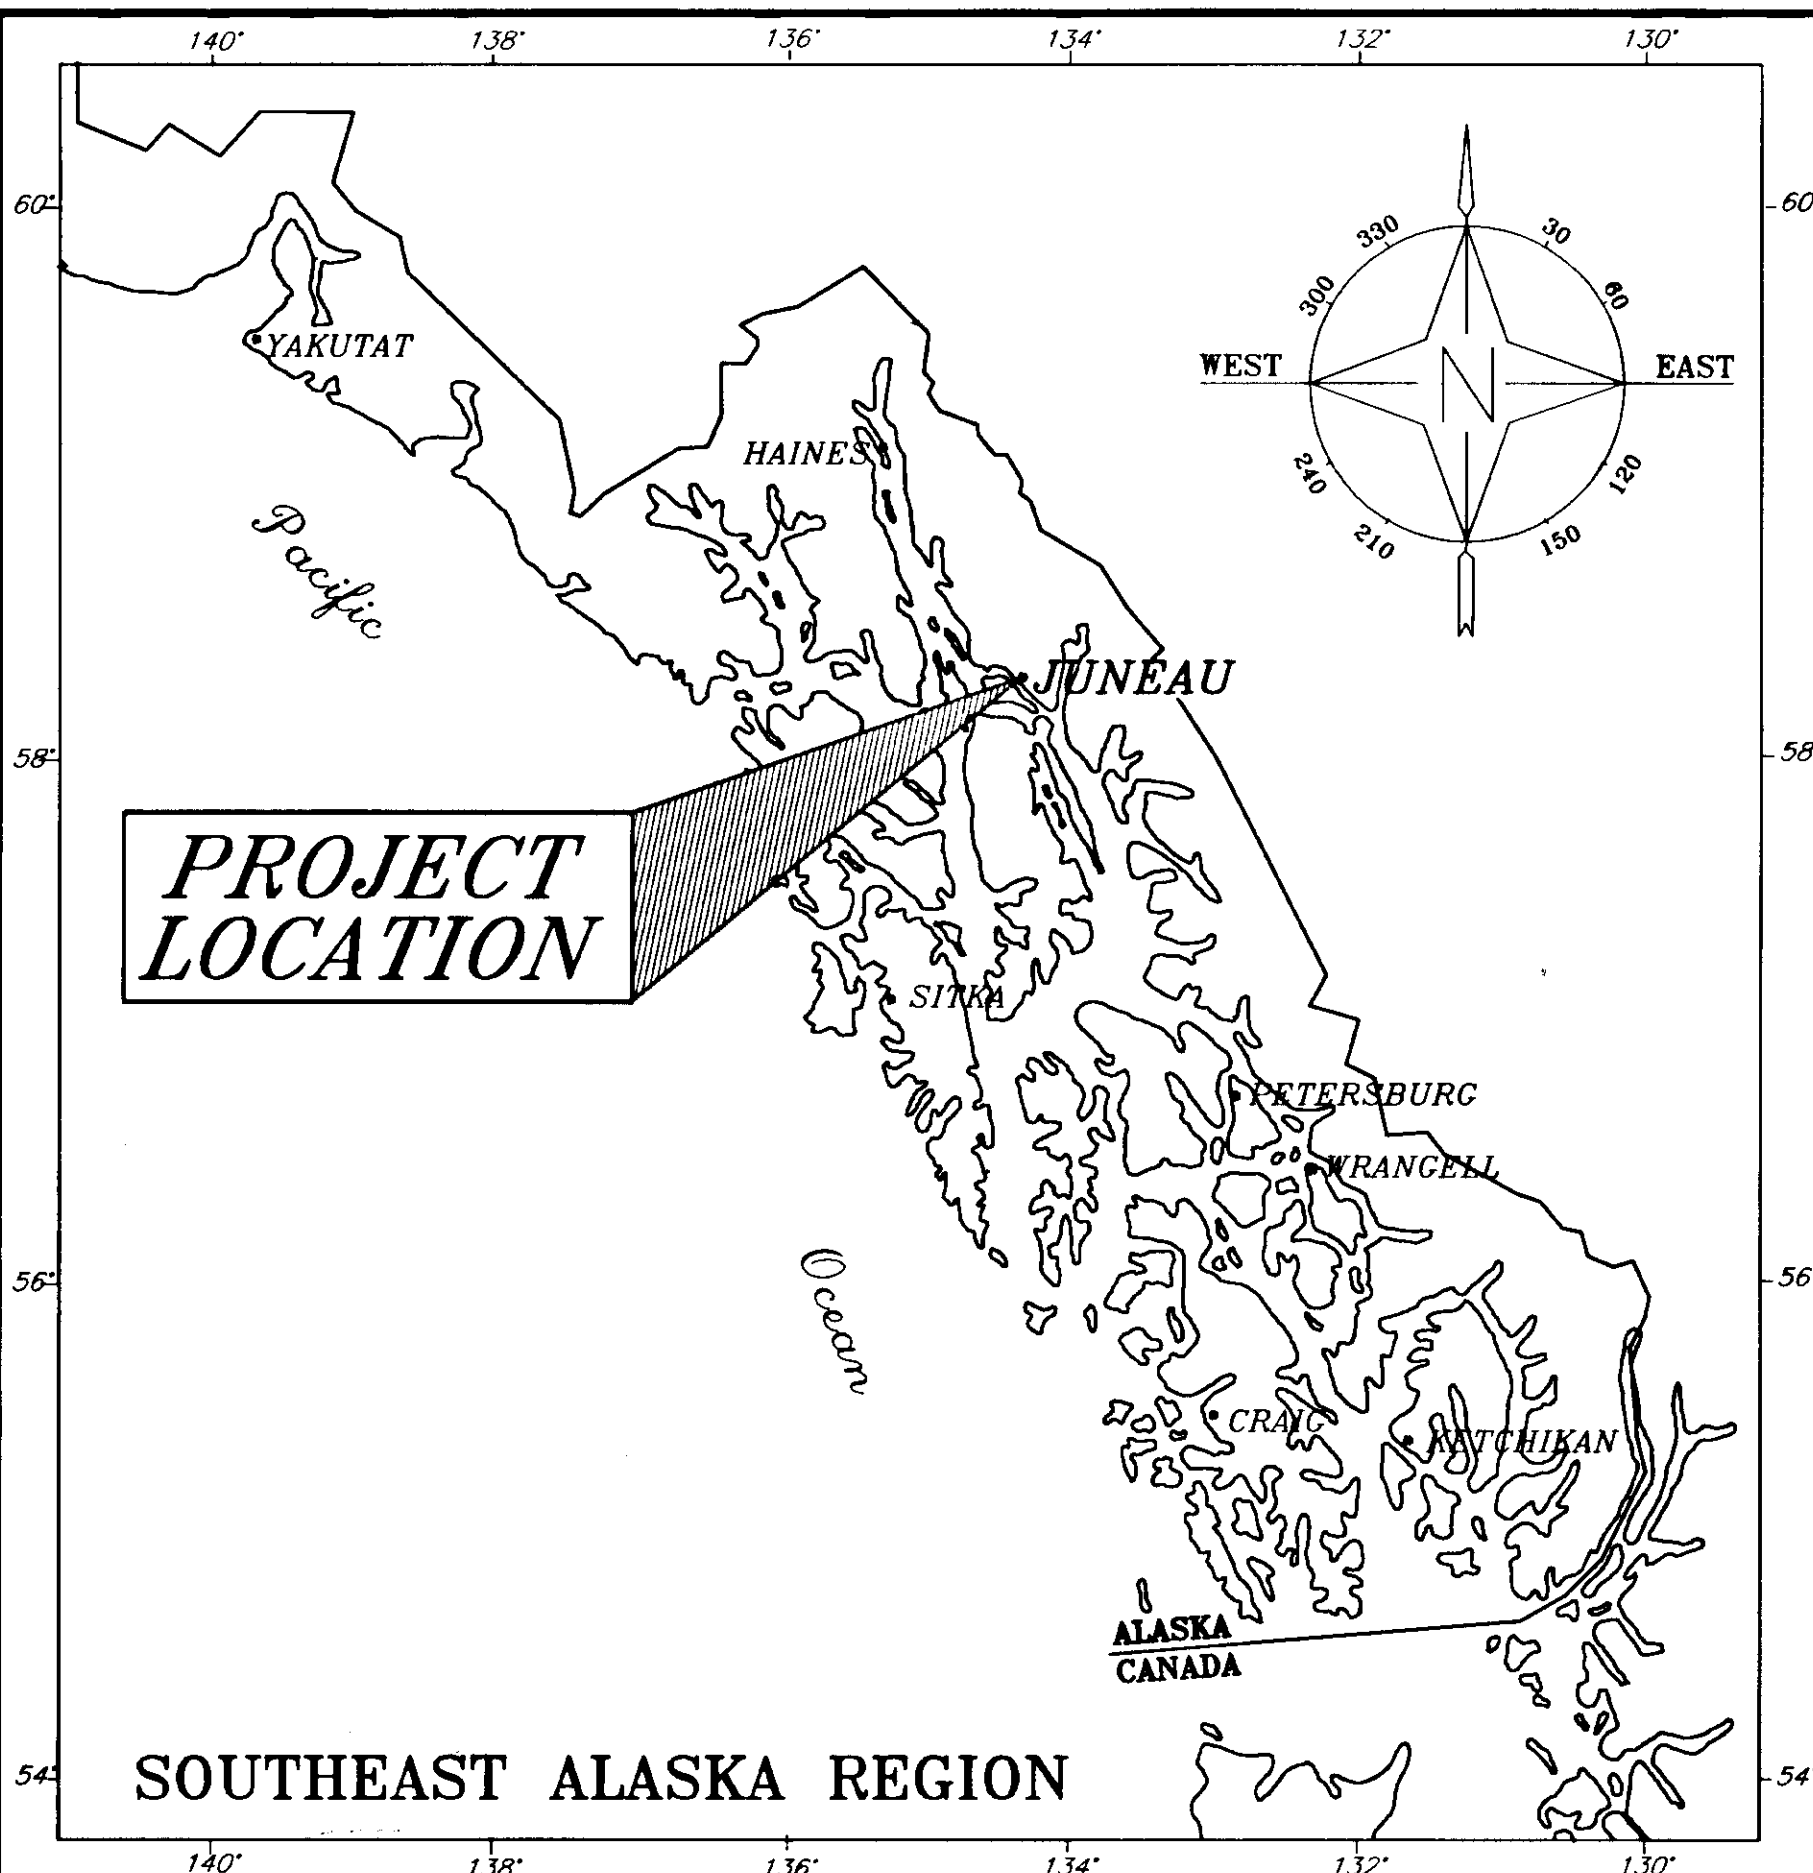 140° 138° 136° 134° 132° 130°
60° 60
330 30
300 60
WEST N EAST
YAKUTAT
HAINES
240 120
210 150
Pacific
JUNEAU
58° 58
PROJECT
LOCATION
SITKA
PETERSBURG
WRANGELL
Ocean
56° 56
CRAIG
KETCHIKAN
ALASKA
CANADA
SOUTHEAST ALASKA REGION
54° 54°
140° 138° 136° 134° 132° 130°